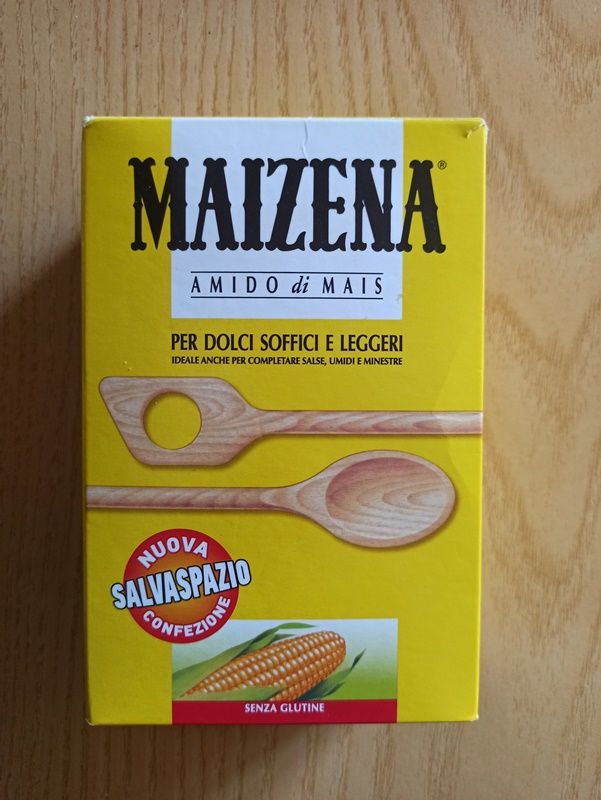 MAIZENA®
AMIDO di MAIS
PER DOLCI SOFFICI E LEGGERI
IDEALE ANCHE PER COMPLETARE SALSE, UMIDI E MINESTRE
NUOVA
SALVASPAZIO
CONFEZIONE
SENZA GLUTINE